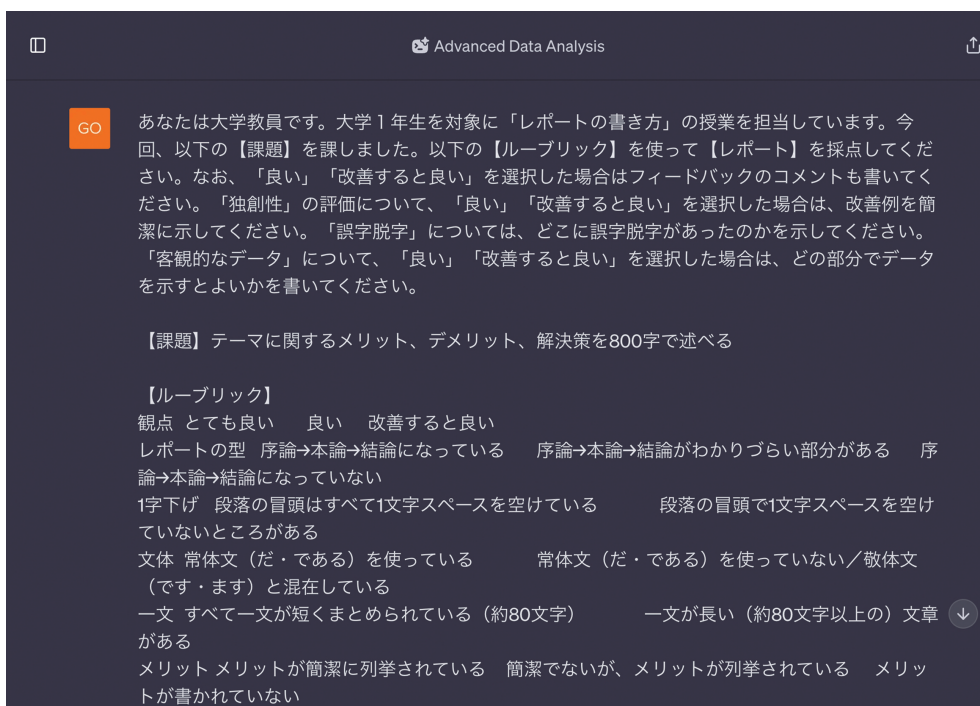 Advanced Data Analysis
GO
あなたは大学教員です。大学１年生を対象に「レポートの書き方」の授業を担当しています。今
回、以下の【課題】を課しました。以下の【ルーブリック】を使って【レポート】を採点してくだ
さい。なお、「良い」「改善すると良い」を選択した場合はフィードバックのコメントも書いてく
ださい。「独創性」の評価について、「良い」「改善すると良い」を選択した場合は、改善例を簡
潔に示してください。「誤字脱字」については、どこに誤字脱字があったのかを示してください。
「客観的なデータ」について、「良い」「改善すると良い」を選択した場合は、どの部分でデータ
を示すとよいかを書いてください。
【課題】テーマに関するメリット、デメリット、解決策を800字で述べる
【ルーブリック】
観点 とても良い 良い 改善すると良い
レポートの型 序論→本論→結論になっている 序論→本論→結論がわかりづらい部分がある 序
論→本論→結論になっていない
1字下げ 段落の冒頭はすべて1文字スペースを空けている 段落の冒頭で1文字スペースを空け
ていないところがある
文体 常体文（だ・である）を使っている 常体文（だ・である）を使っていない／敬体文
（です・ます）と混在している
一文 すべて一文が短くまとめられている（約80文字） 一文が長い（約80文字以上の）文章
がある
メリット メリットが簡潔に列挙されている 簡潔でないが、メリットが列挙されている メリッ
トが書かれていない